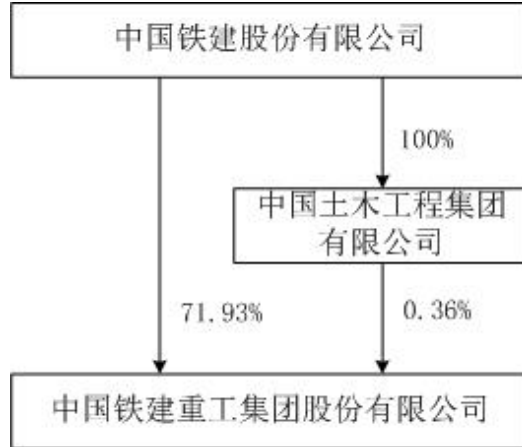 中国铁建股份有限公司
100%
中国土木工程集团
有限公司
71.93%
0.36%
中国铁建重工集团股份有限公司